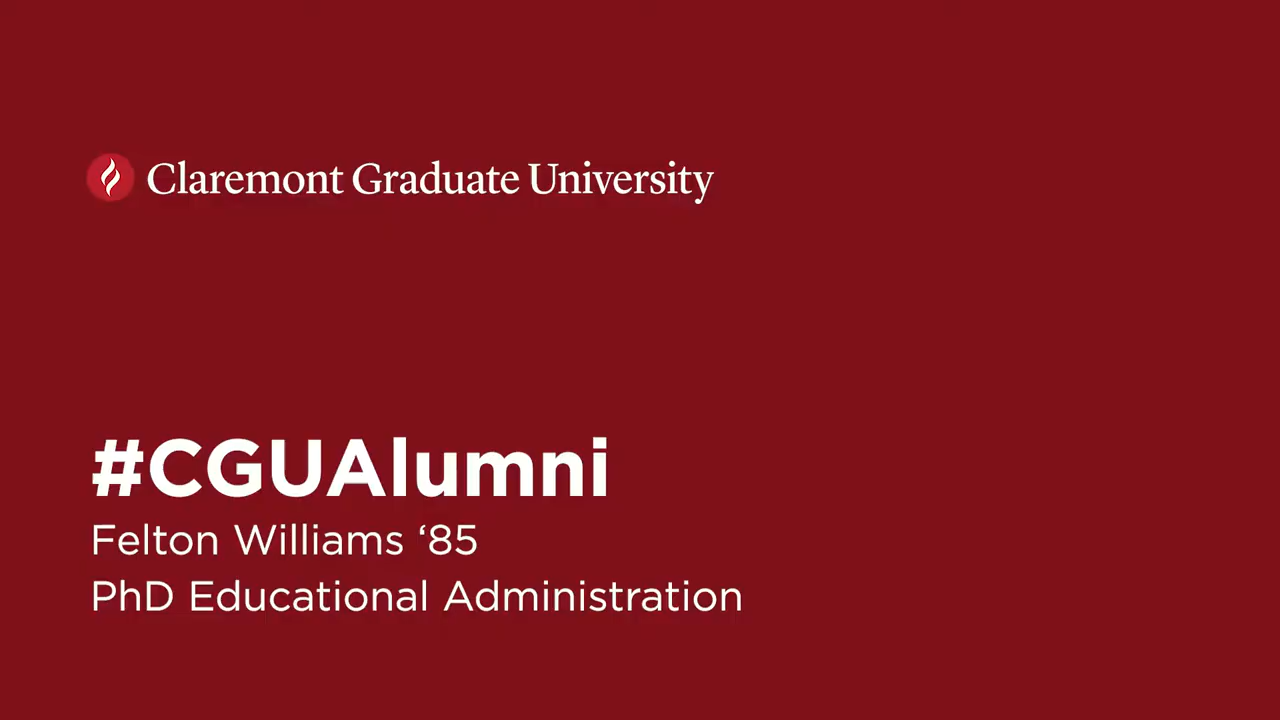 Claremont Graduate University
#CGUAlumni
Felton Williams ‘85
PhD Educational Administration